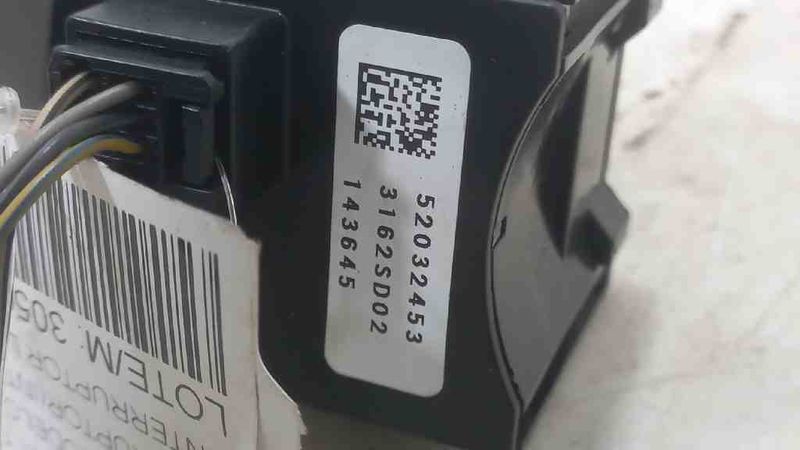 52032453
3162SD02
143645
LOTE/M: 305
INTERRUPTOR